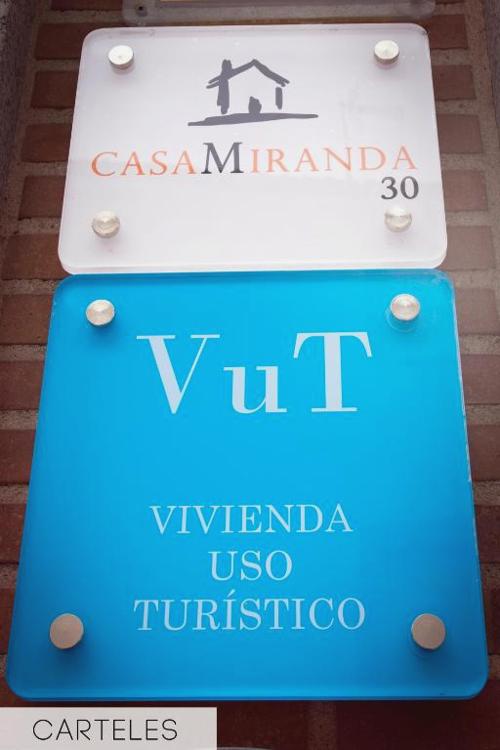 CASAMIRANDA
30
VuT
VIVIENDA
USO
TURÍSTICO
CARTELES